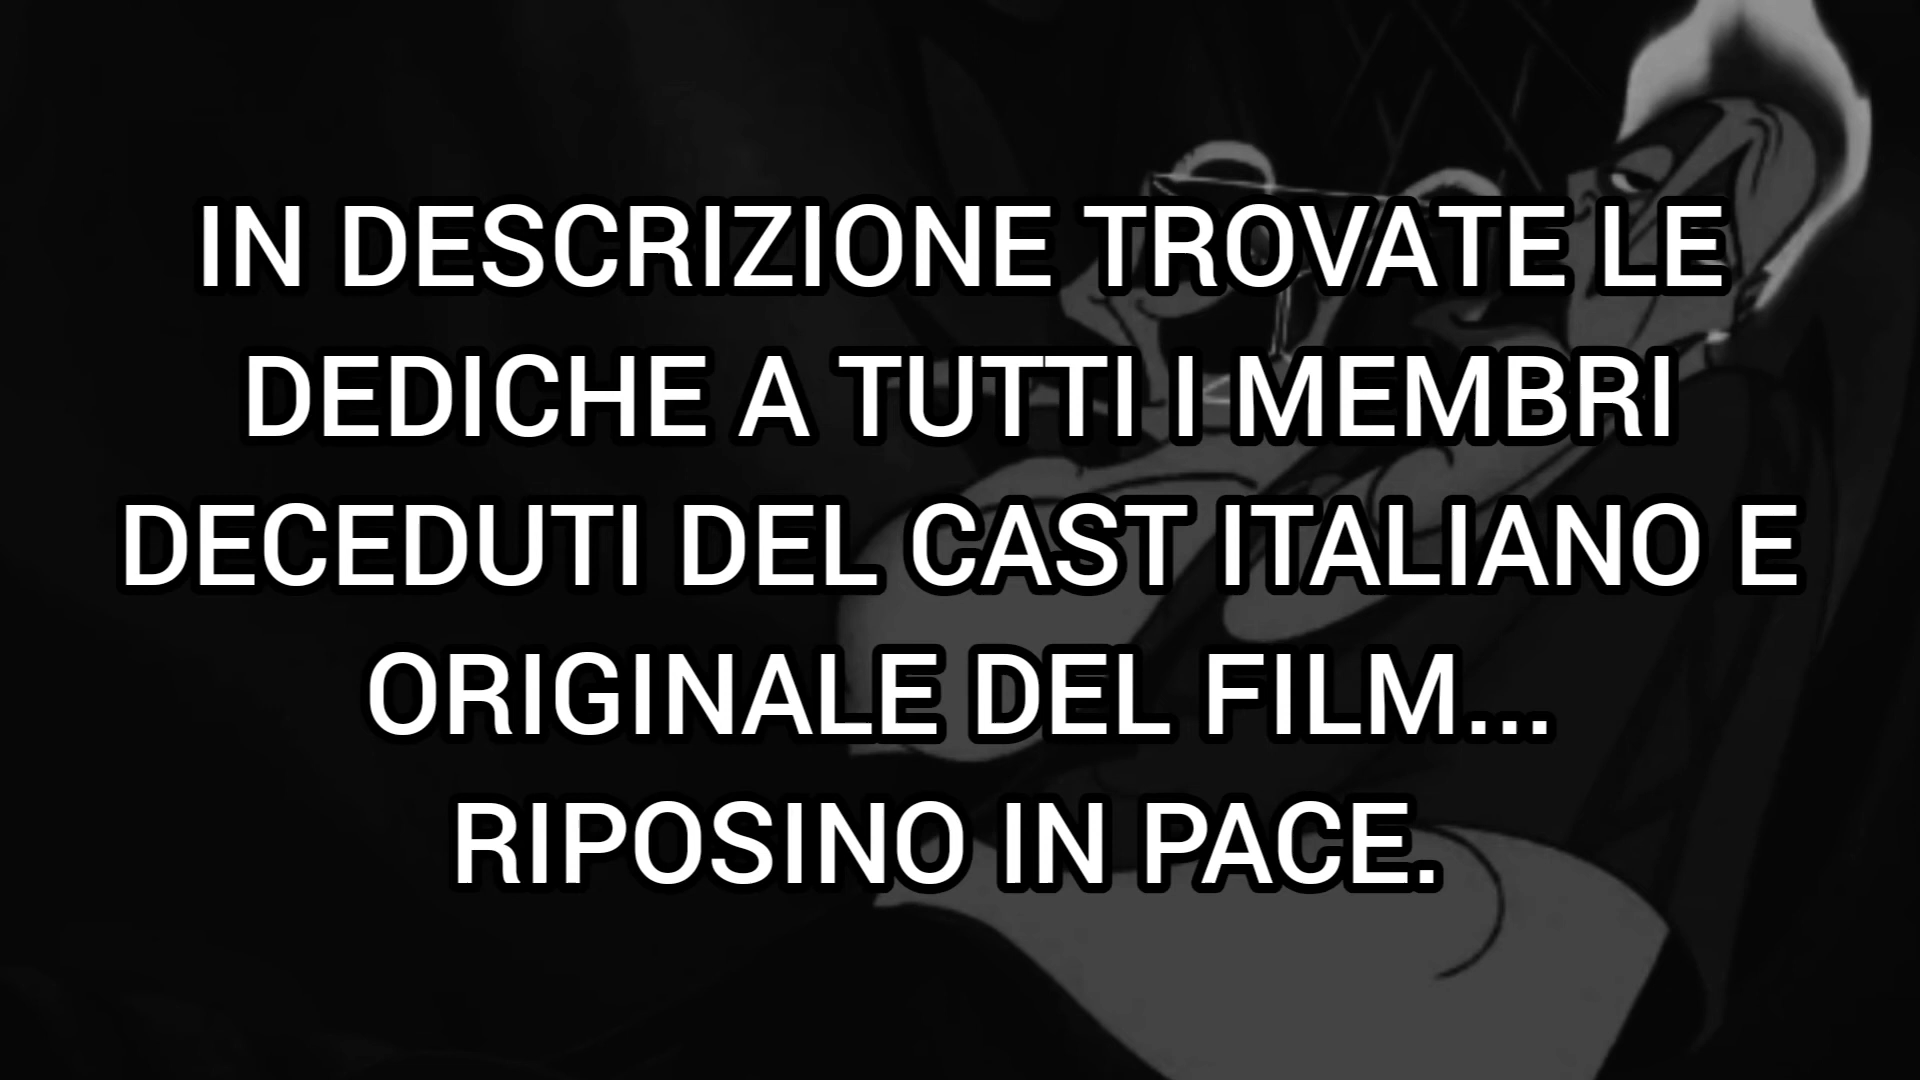 IN DESCRIZIONE TROVATE LE
DEDICHE A TUTTI I MEMBRI
DECEDUTI DEL CAST ITALIANO E
ORIGINALE DEL FILM...
RIPOSINO IN PACE.